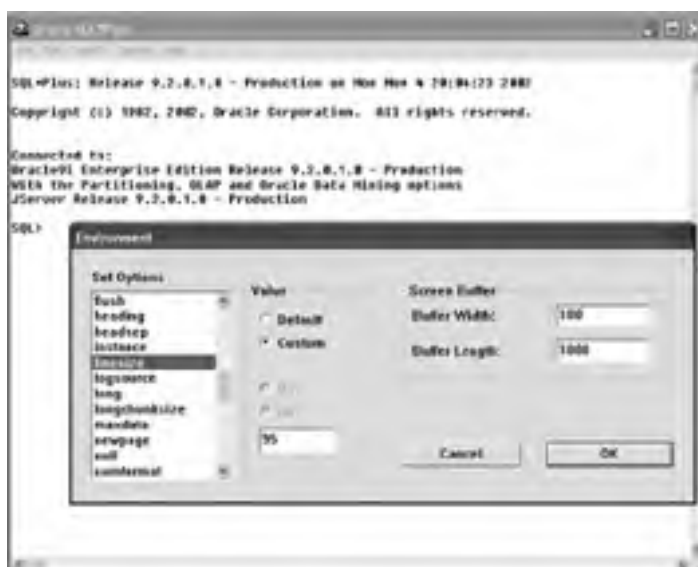 Oracle SQL*Plus
SQL*Plus: Release 9.2.0.1.0 - Production on Mon Nov 4 20:04:23 2002
Copyright (c) 1982, 2002, Oracle Corporation. All rights reserved.
Connected to:
Oracle9i Enterprise Edition Release 9.2.0.1.0 - Production
With the Partitioning, OLAP and Oracle Data Mining options
JServer Release 9.2.0.1.0 - Production
SQL>
Environment
Set Options
flush
heading
headsep
instance
linesize
logsource
long
longchunksize
maxdata
newpage
null
numformat
Value
Default
Custom
95
Screen Buffer
Buffer Width:
100
Buffer Length:
1000
Cancel
OK